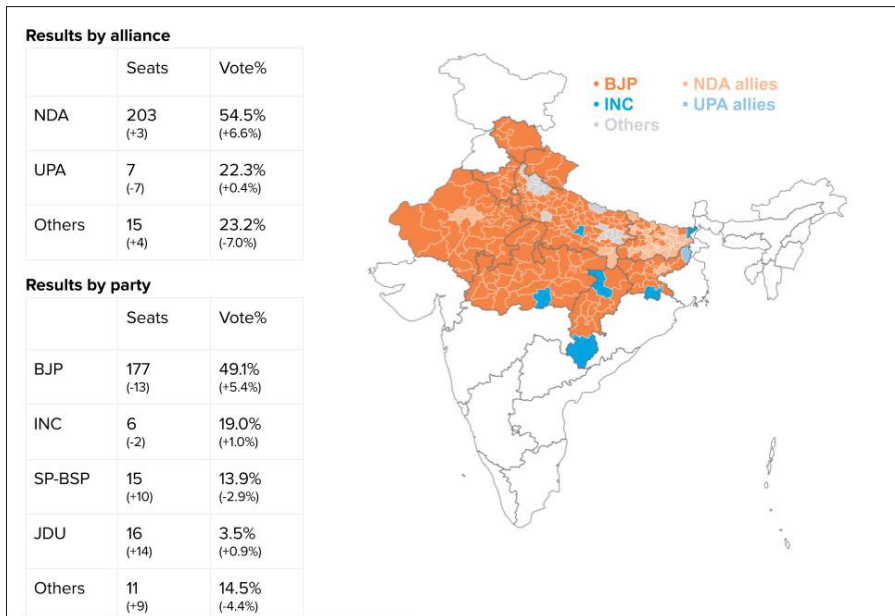 Results by alliance
Seats Vote%
NDA 203 54.5%
(+3) (+6.6%)
UPA 7 22.3%
(-7) (+0.4%)
Others 15 23.2%
(+4) (-7.0%)
Results by party
Seats Vote%
BJP 177 49.1%
(-13) (+5.4%)
INC 6 19.0%
(-2) (+1.0%)
SP-BSP 15 13.9%
(+10) (-2.9%)
JDU 16 3.5%
(+14) (+0.9%)
Others 11 14.5%
(+9) (-4.4%)
• BJP • NDA allies
• INC • UPA allies
• Others